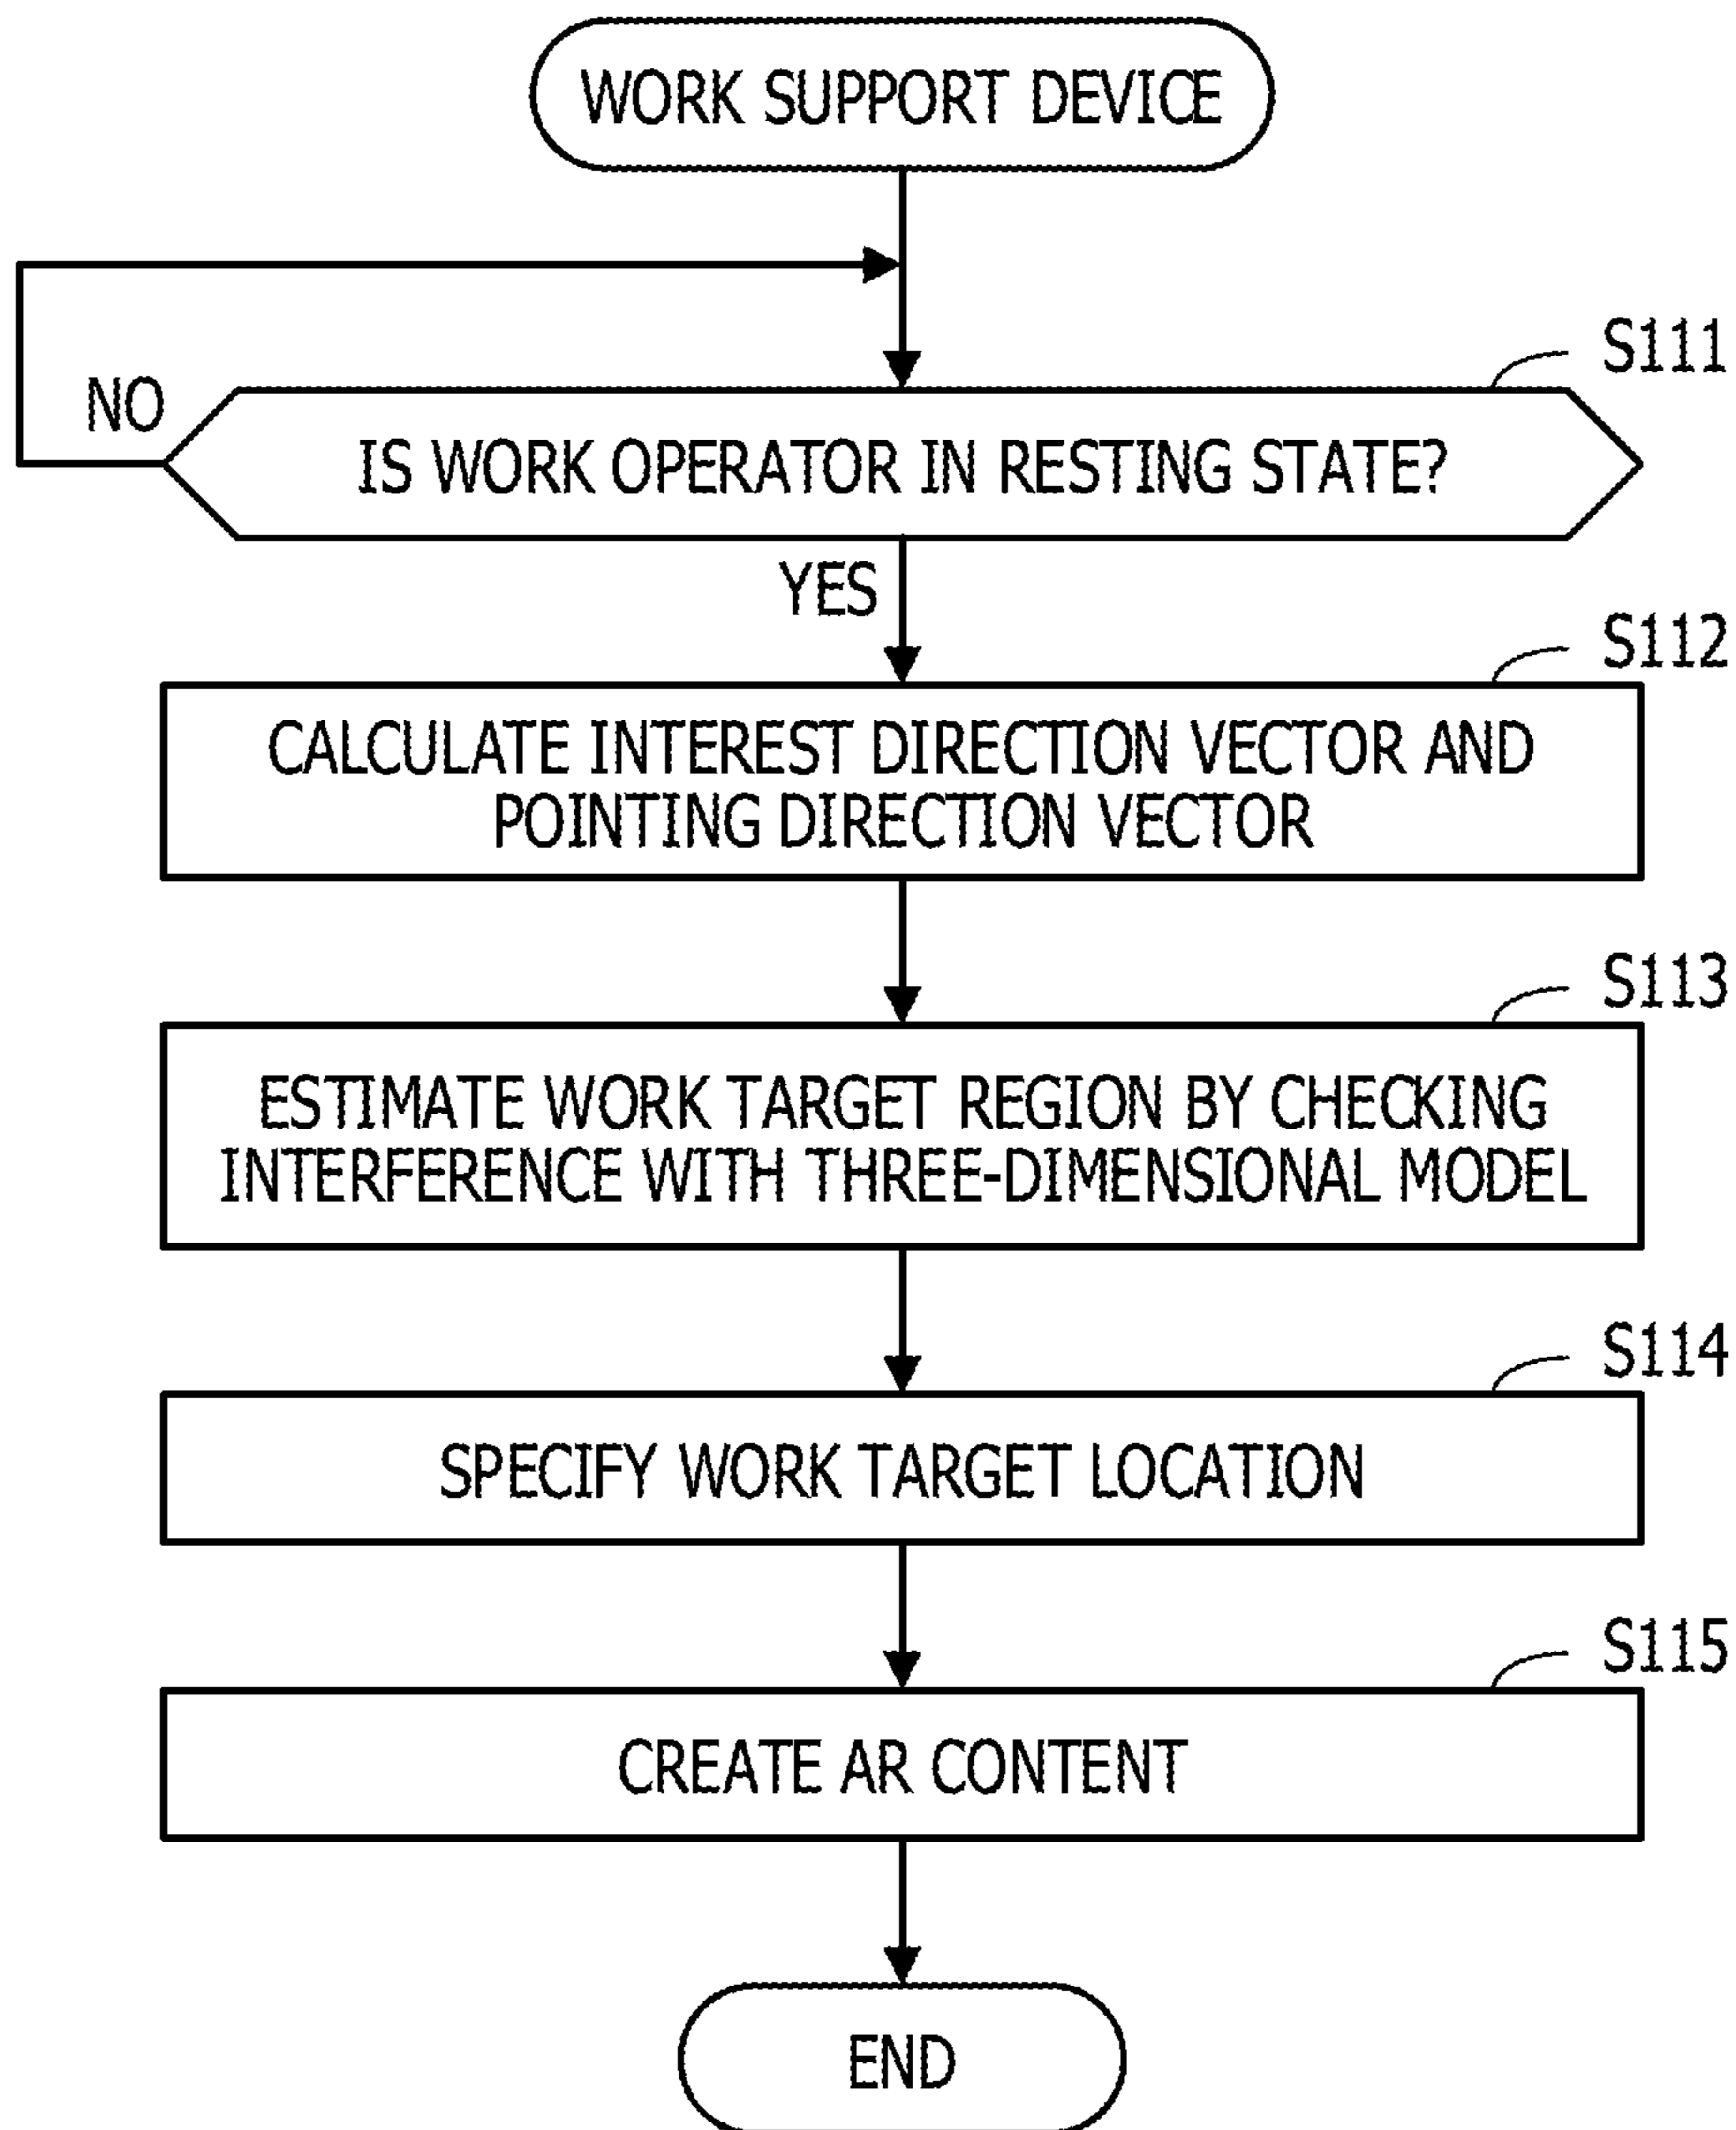 WORK SUPPORT DEVICE
S111
NO
IS WORK OPERATOR IN RESTING STATE?
YES
S112
CALCULATE INTEREST DIRECTION VECTOR AND
POINTING DIRECTION VECTOR
S113
ESTIMATE WORK TARGET REGION BY CHECKING
INTERFERENCE WITH THREE-DIMENSIONAL MODEL
S114
SPECIFY WORK TARGET LOCATION
S115
CREATE AR CONTENT
END